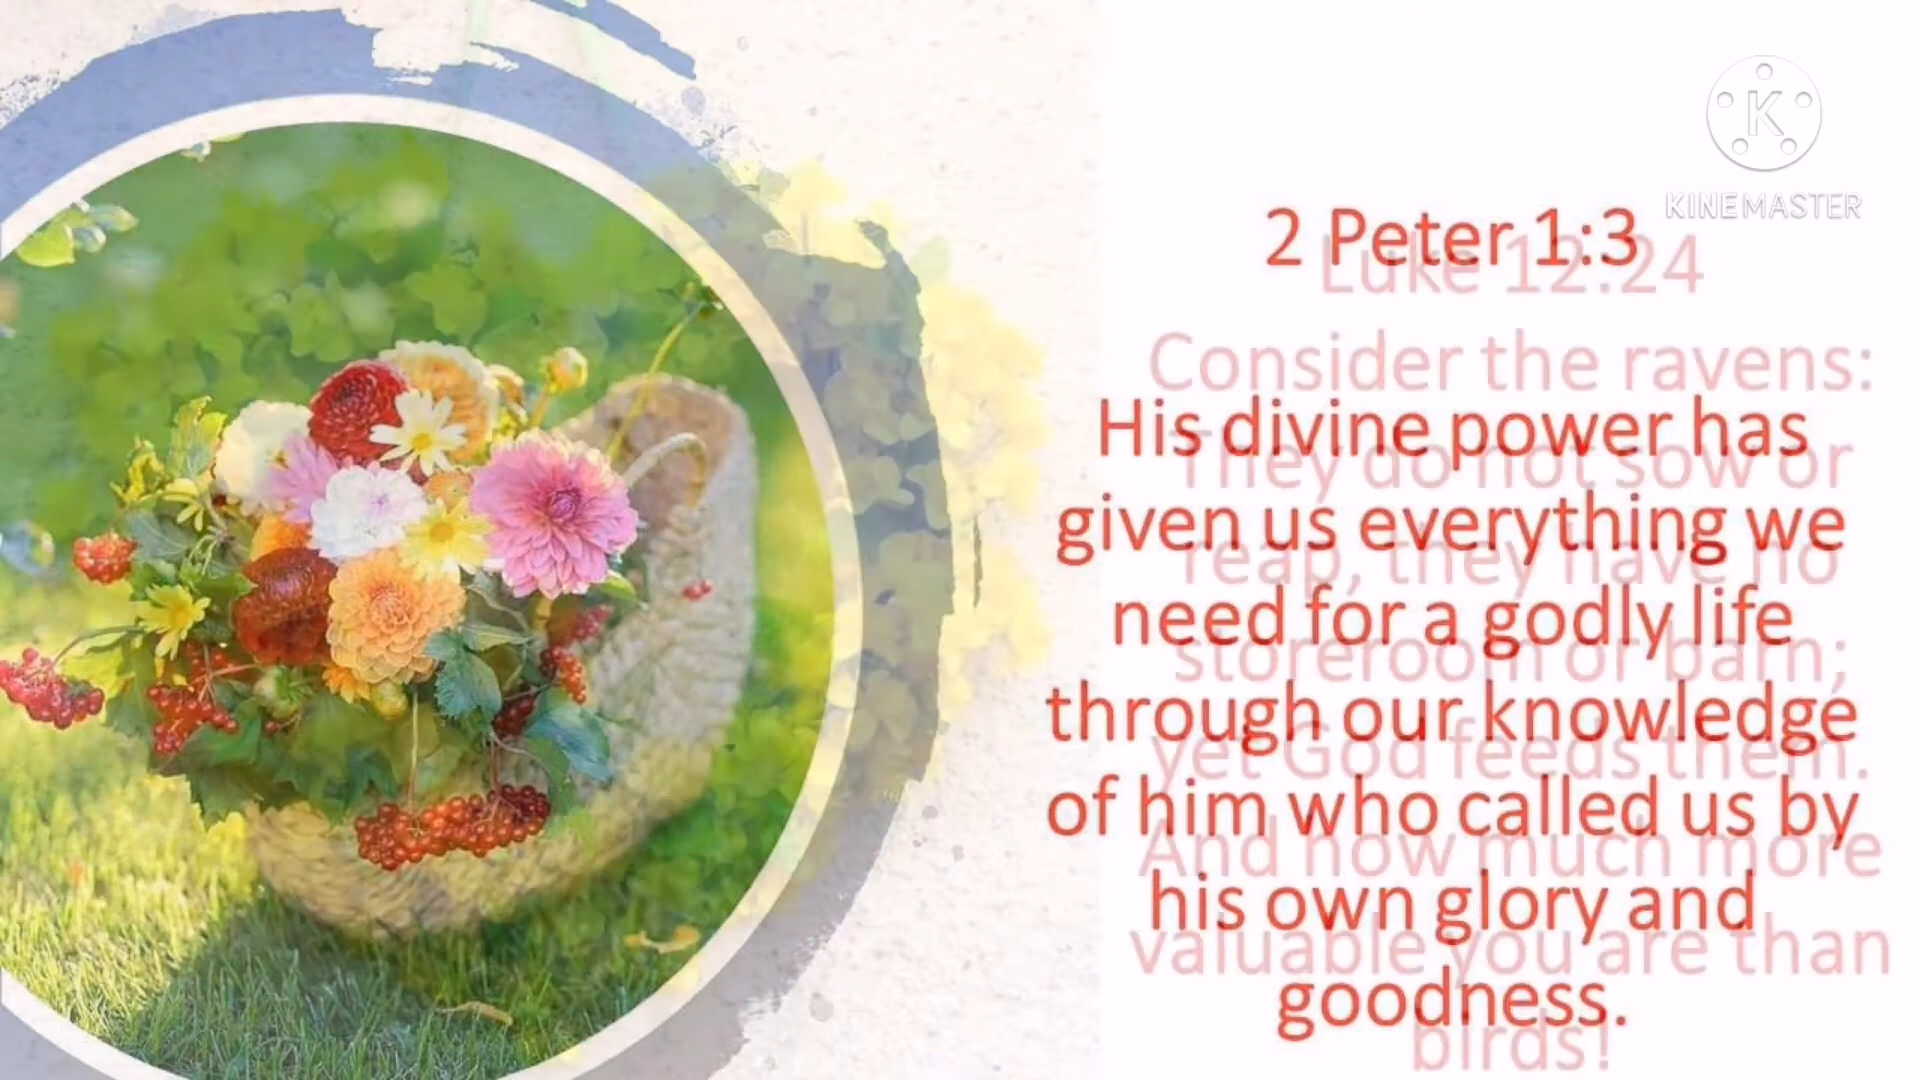 K
KINEMASTER
2 Peter 1:3
His divine power has
given us everything we
need for a godly life
through our knowledge
of him who called us by
his own glory and
goodness.
Luke 12:24
Consider the ravens:
They do not sow or
reap, they have no
storeroom or barn;
yet God feeds them.
And how much more
valuable you are than
birds!